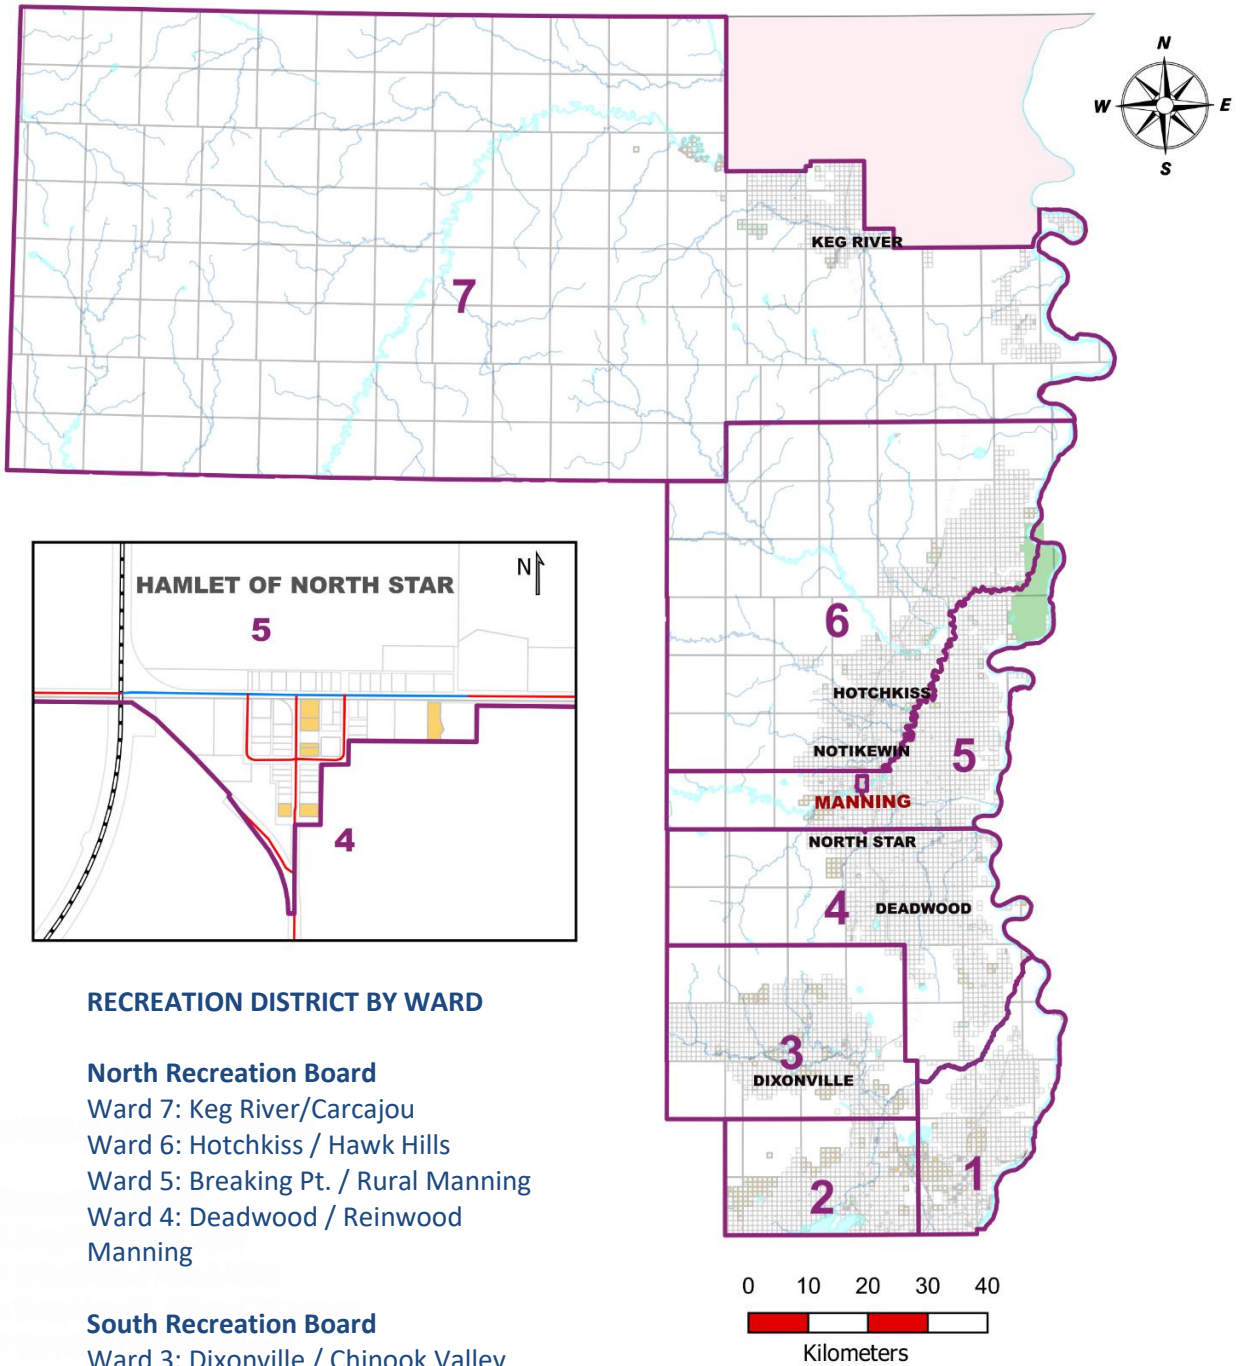 N
W
E
S
KEG RIVER
7
HAMLET OF NORTH STAR
N
5
4
6
HOTCHKISS
NOTIKEWIN
5
MANNING
NORTH STAR
4
DEADWOOD
3
DIXONVILLE
1
2
RECREATION DISTRICT BY WARD
North Recreation Board
Ward 7: Keg River/Carcajou
Ward 6: Hotchkiss / Hawk Hills
Ward 5: Breaking Pt. / Rural Manning
Ward 4: Deadwood / Reinwood
Manning
South Recreation Board
Ward 3: Dixonville / Chinook Valley
0 10 20 30 40
Kilometers